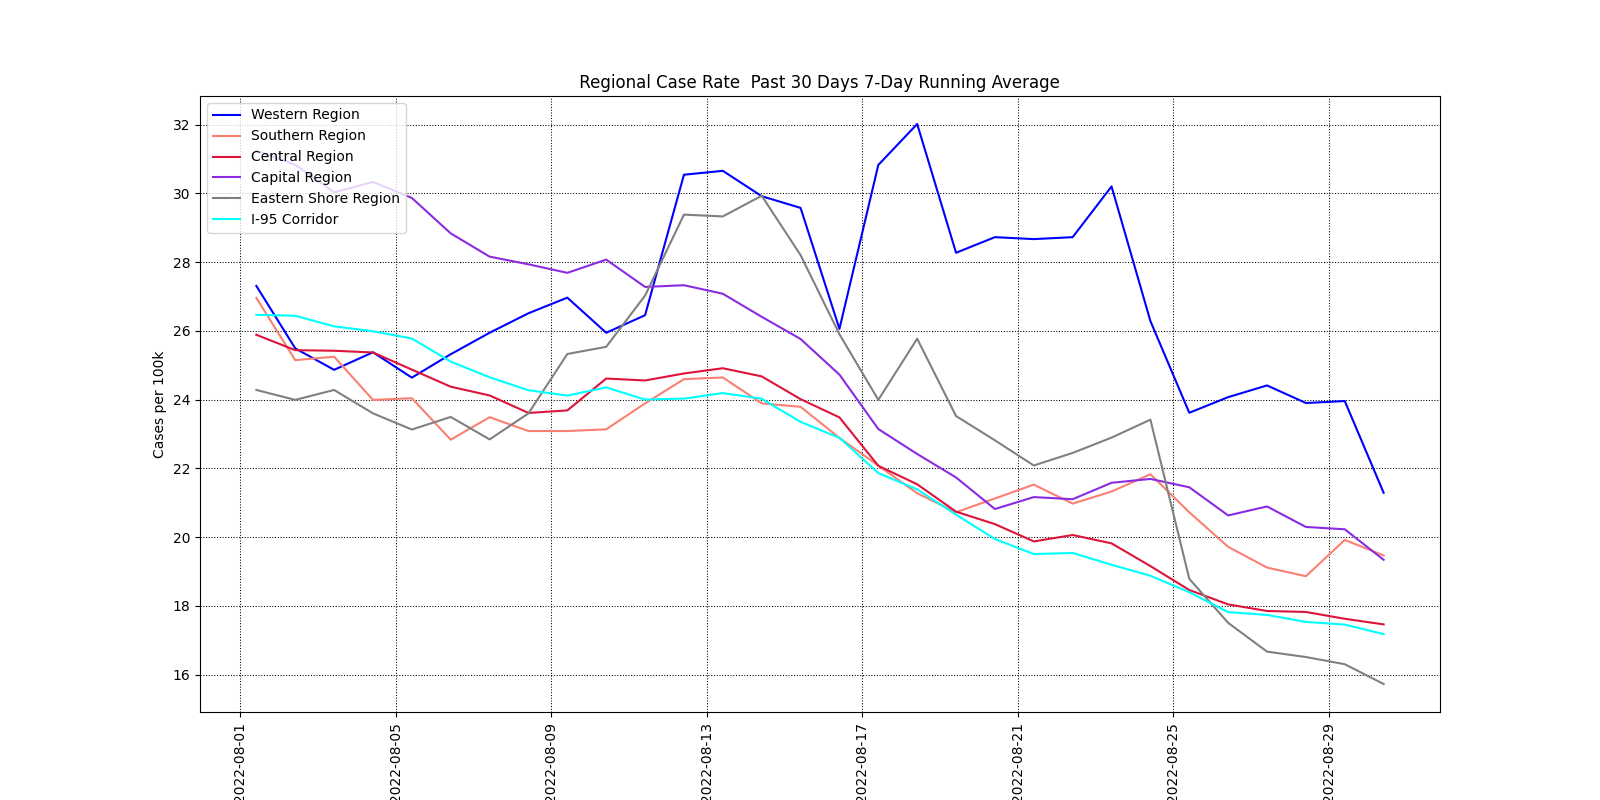 Regional Case Rate  Past 30 Days 7-Day Running Average
Western Region
Southern Region
Central Region
Capital Region
Eastern Shore Region
I-95 Corridor
Cases per 100k
32
30
28
26
24
22
20
18
16
2022-08-01
2022-08-05
2022-08-09
2022-08-13
2022-08-17
2022-08-21
2022-08-25
2022-08-29